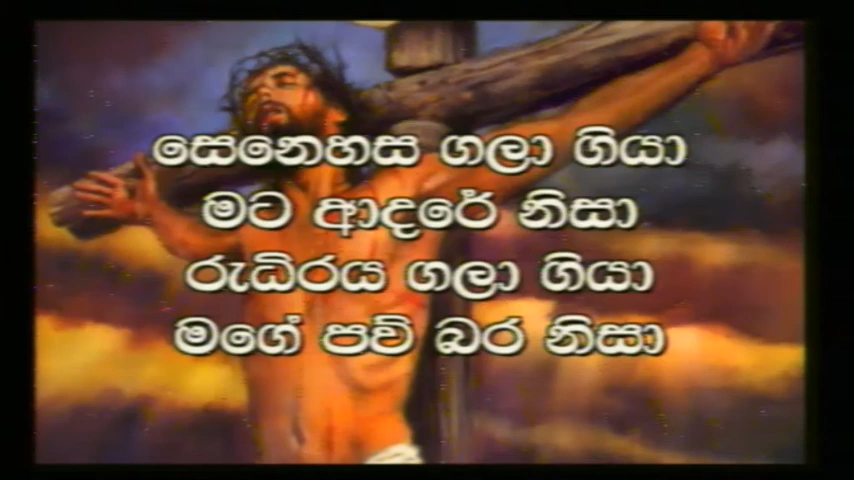 සෙනෙහස ගලා ගියා
මට ආදරේ නිසා
රුධිරය ගලා ගියා
මගේ පව් බර නිසා